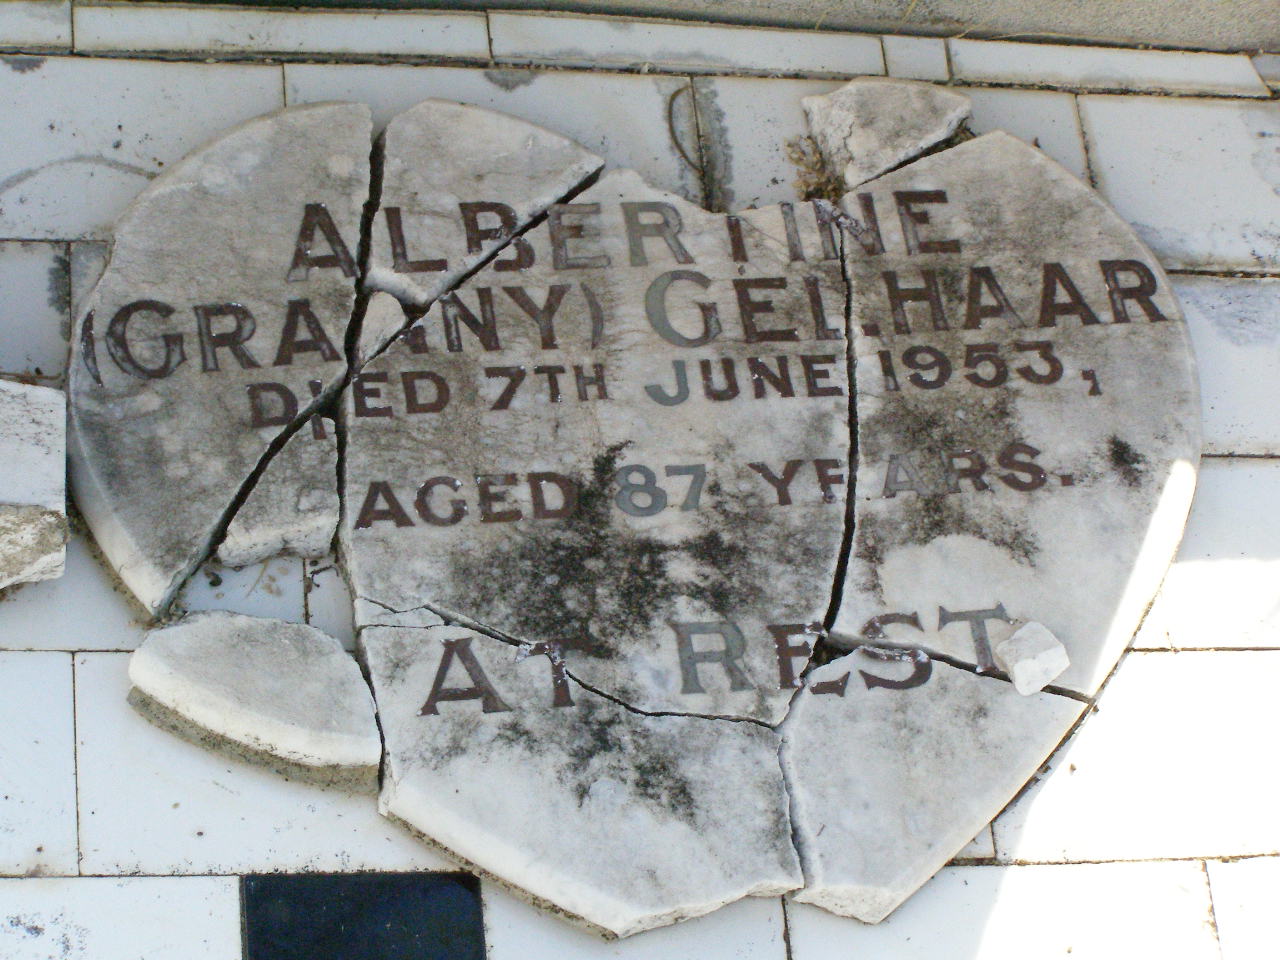 ALBERTINE
(GRANNY) GELHAAR
DIED 7TH JUNE 1953,
AGED 87 YEARS.
AT REST